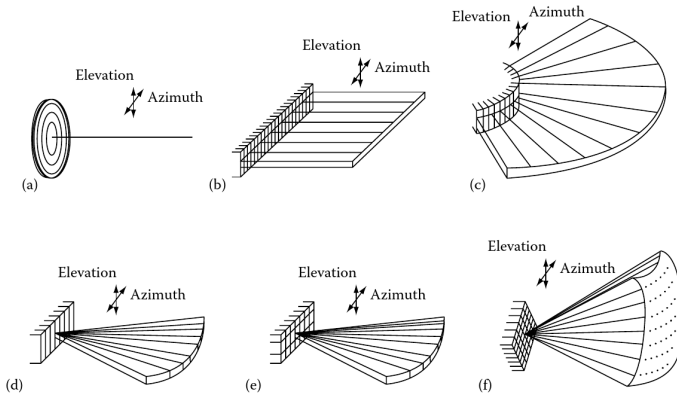 Elevation
Azimuth
(a)
Elevation
Azimuth
(b)
Elevation
Azimuth
(c)
Elevation
Azimuth
(d)
Elevation
Azimuth
(e)
Elevation
Azimuth
(f)